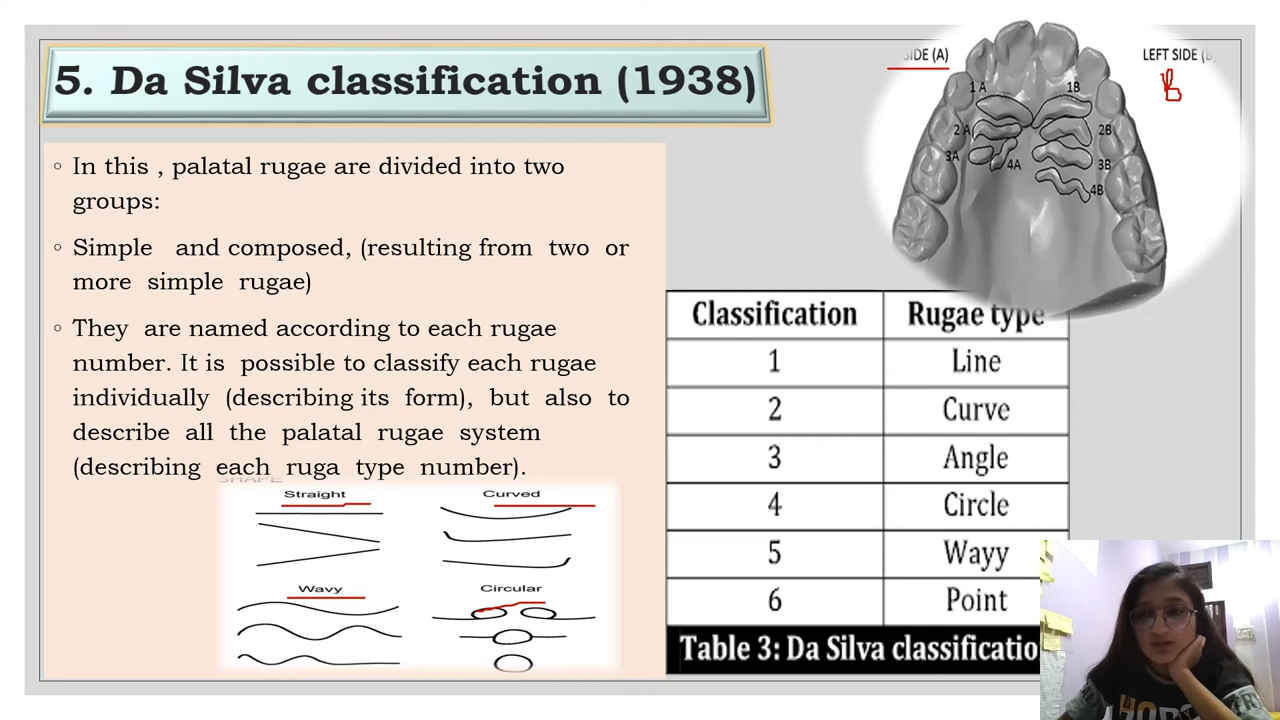 5. Da Silva classification (1938)
SIDE (A)
LEFT SIDE (B)
B
1 A
1B
2 A
2B
3A
3B
4A
4B
◦ In this , palatal rugae are divided into two
groups:
◦ Simple and composed, (resulting from two or
more simple rugae)
◦ They are named according to each rugae
number. It is possible to classify each rugae
individually (describing its form), but also to
describe all the palatal rugae system
(describing each ruga type number).
SHAPE
Straight
Curved
Wavy
Circular
Classification Rugae type
1 Line
2 Curve
3 Angle
4 Circle
5 Wayy
6 Point
Table 3: Da Silva classificatio